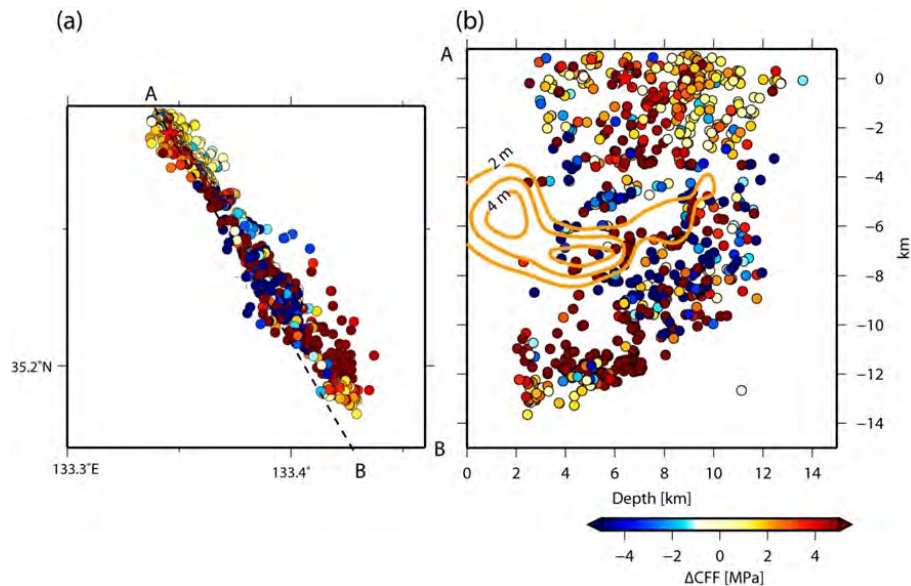 (a)
(b)
A
A
0
-2
-4
-6
-8
-10
-12
-14
km
2 m
4 m
35.2°N
133.3°E
133.4°
B
B
0 2 4 6 8 10 12 14
Depth [km]
-4 -2 0 2 4
ΔCFF [MPa]